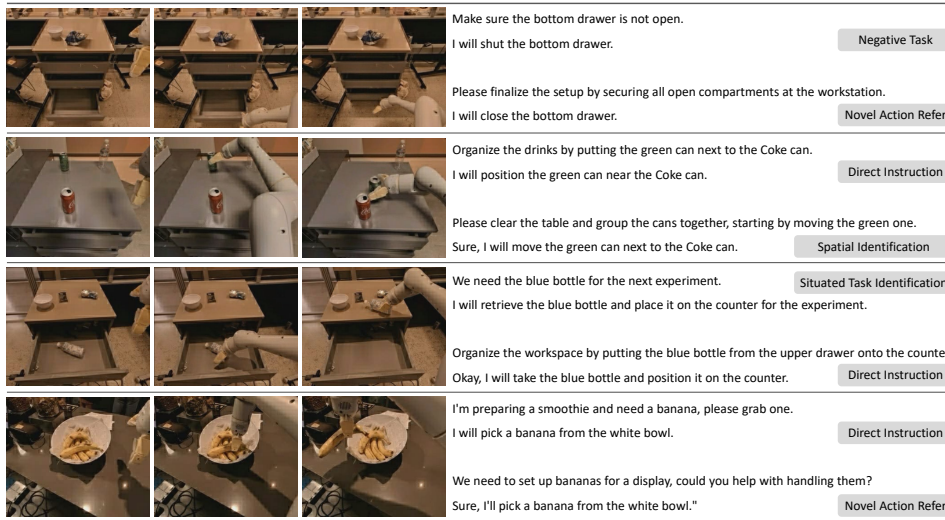 Make sure the bottom drawer is not open.
I will shut the bottom drawer.
Negative Task
Please finalize the setup by securing all open compartments at the workstation.
I will close the bottom drawer.
Novel Action Refer
Organize the drinks by putting the green can next to the Coke can.
I will position the green can near the Coke can.
Direct Instruction
Please clear the table and group the cans together, starting by moving the green one.
Sure, I will move the green can next to the Coke can.
Spatial Identification
We need the blue bottle for the next experiment.
Situated Task Identification
I will retrieve the blue bottle and place it on the counter for the experiment.
Organize the workspace by putting the blue bottle from the upper drawer onto the counte
Okay, I will take the blue bottle and position it on the counter.
Direct Instruction
I'm preparing a smoothie and need a banana, please grab one.
I will pick a banana from the white bowl.
Direct Instruction
We need to set up bananas for a display, could you help with handling them?
Sure, I'll pick a banana from the white bowl."
Novel Action Refer